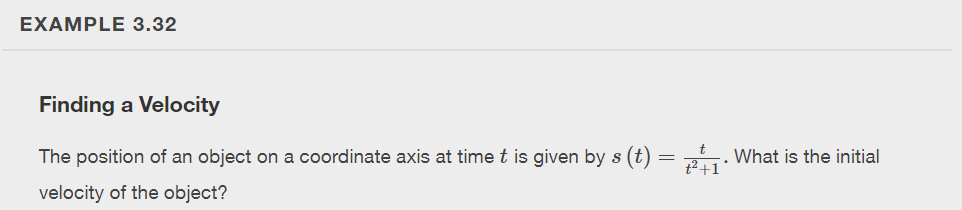 EXAMPLE 3.32
Finding a Velocity
The position of an object on a coordinate axis at time t is given by s (t) = t/(t²+1). What is the initial
velocity of the object?